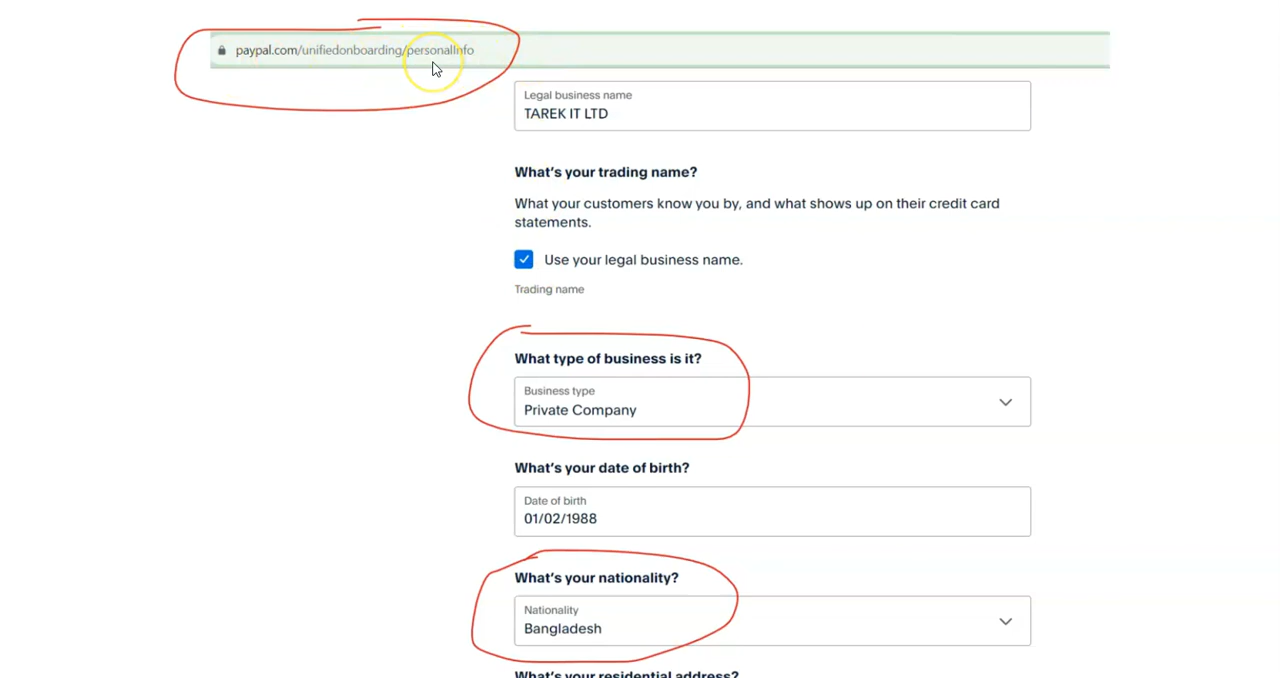 paypal.com/unifiedonboarding/personalInfo
Legal business name
TAREK IT LTD
What's your trading name?
What your customers know you by, and what shows up on their credit card
statements.
Use your legal business name.
Trading name
What type of business is it?
Business type
Private Company
What's your date of birth?
Date of birth
01/02/1988
What's your nationality?
Nationality
Bangladesh
What's your residential address?